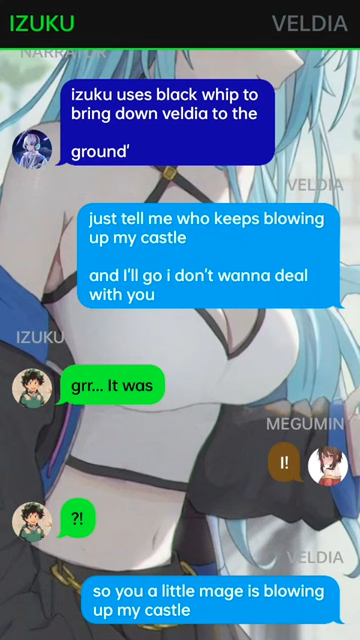 IZUKU VELDIA
NARRATOR
izuku uses black whip to
bring down veldia to the
ground'
VELDIA
just tell me who keeps blowing
up my castle
and I'll go i don't wanna deal
with you
IZUKU
grr... It was
MEGUMIN
I!
?!
VELDIA
so you a little mage is blowing
up my castle